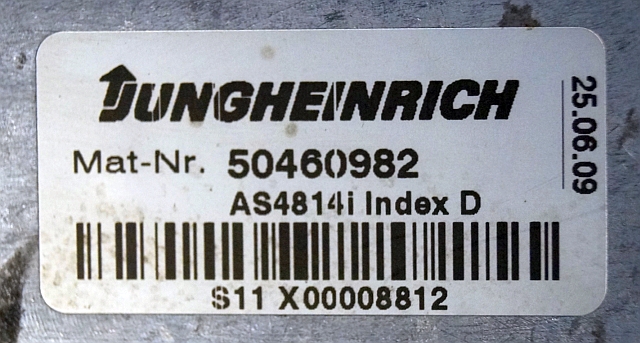 JUNGHEINRICH
Mat-Nr. 50460982
AS4814i Index D
S11 X00008812
25.06.09